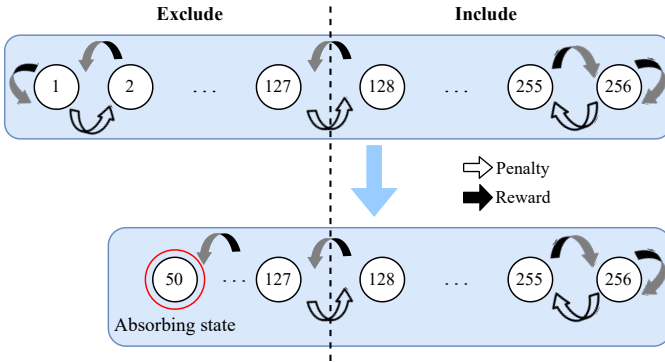 Exclude Include
1 2 . . . 127 128 . . . 255 256
Penalty
Reward
50 . . . 127 128 . . . 255 256
Absorbing state